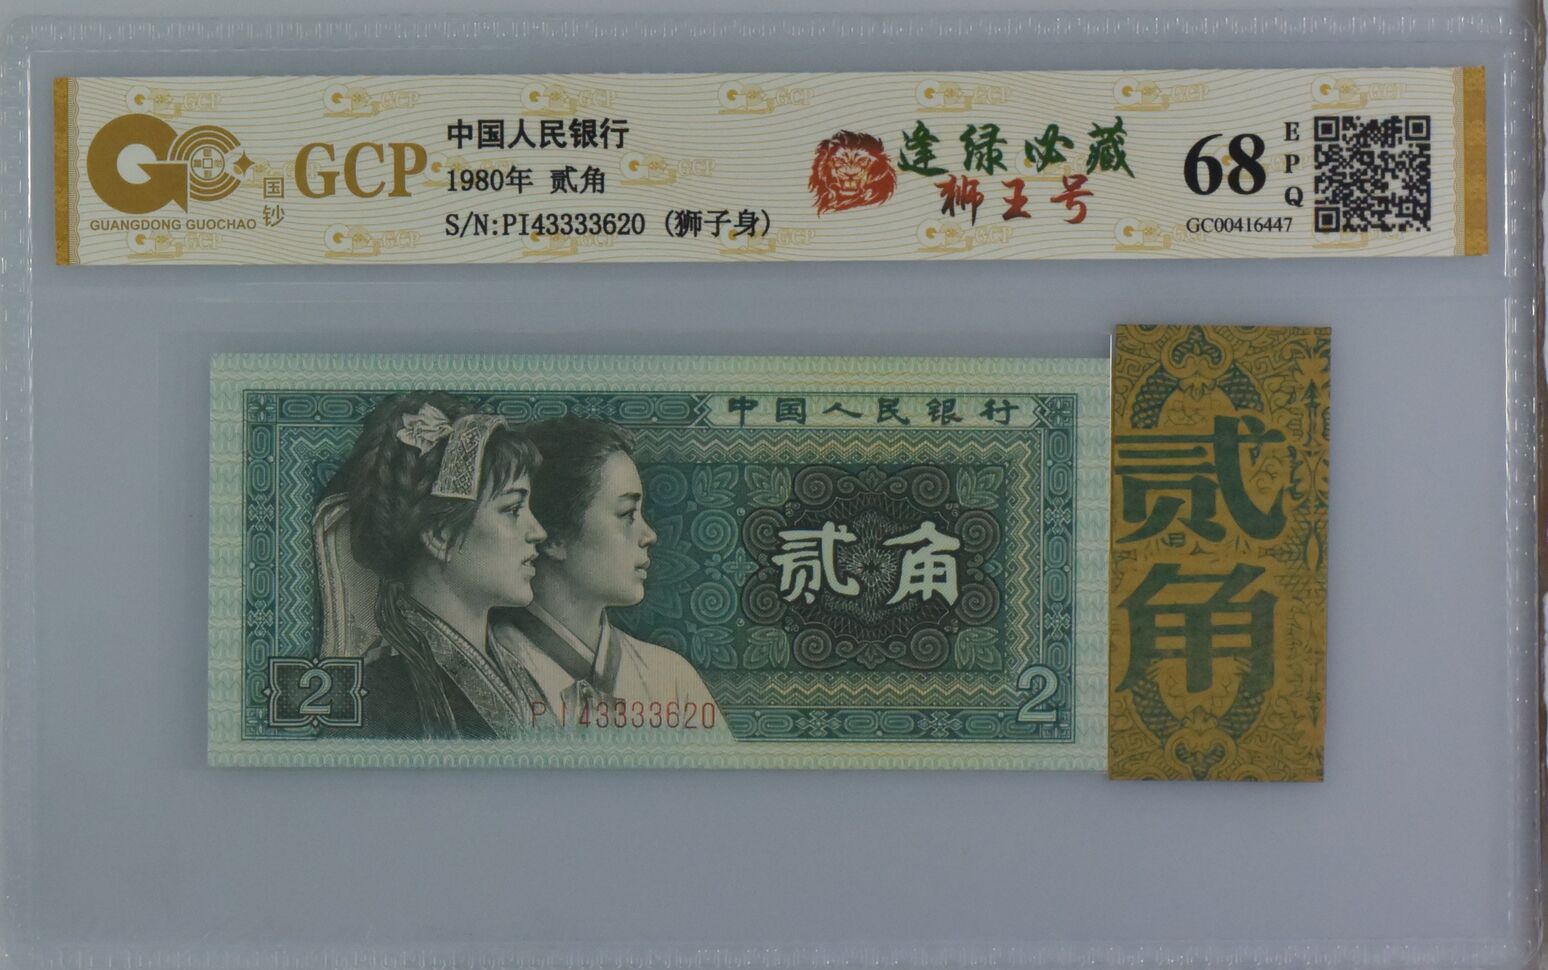 GCP
国钞
GUANGDONG GUOCHAO
中国人民银行
1980年 贰角
S/N:PI43333620 (狮子身)
逢绿必藏
狮王号
68
EPQ
GC00416447
中国人民银行
贰角
2
2
PI43333620
贰角